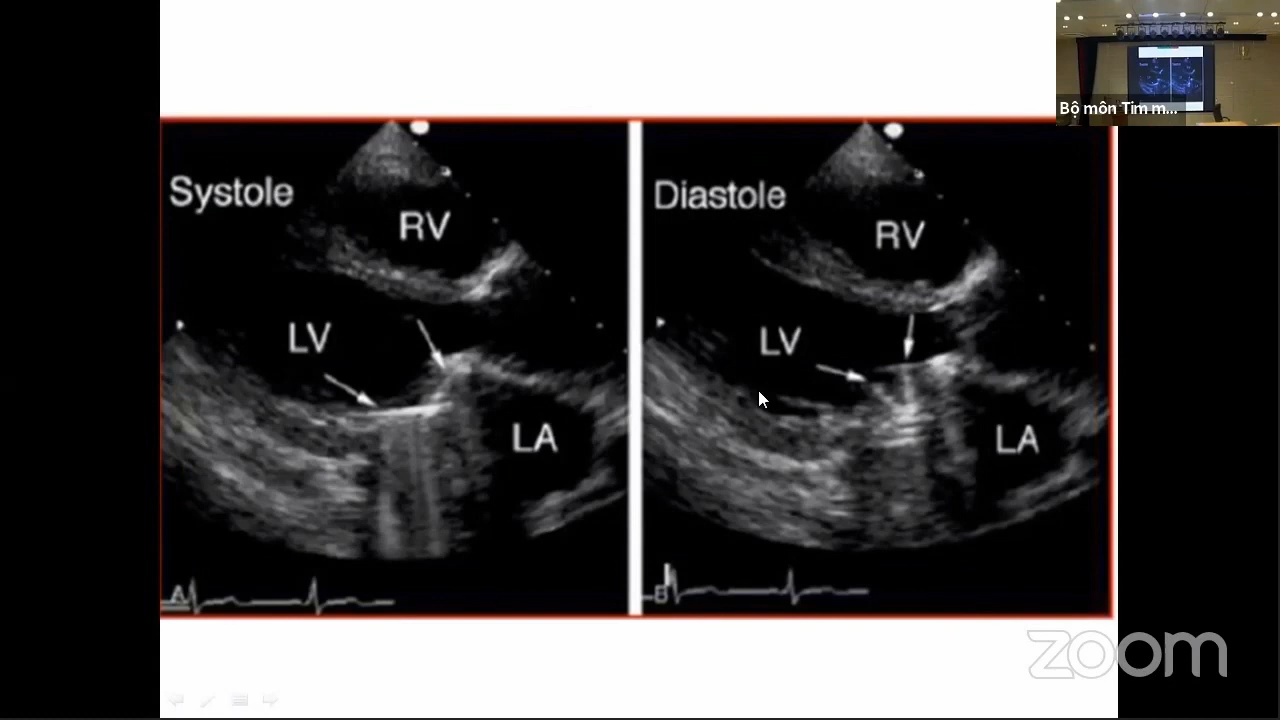 Bộ môn Tim m...
Systole
RV
LV
LA
A
Diastole
RV
LV
LA
B
zoom